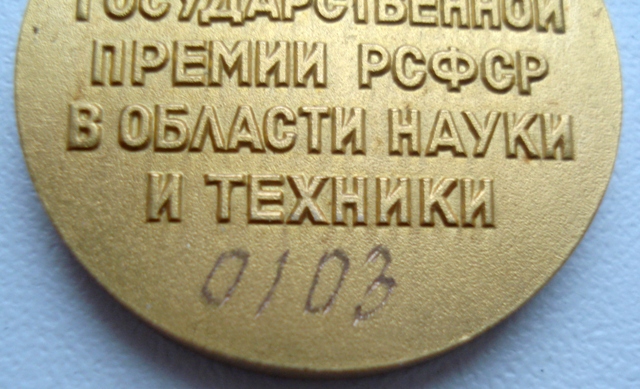 ГОСУДАРСТВЕННОЙ
ПРЕМИИ РСФСР
В ОБЛАСТИ НАУКИ
И ТЕХНИКИ
0103